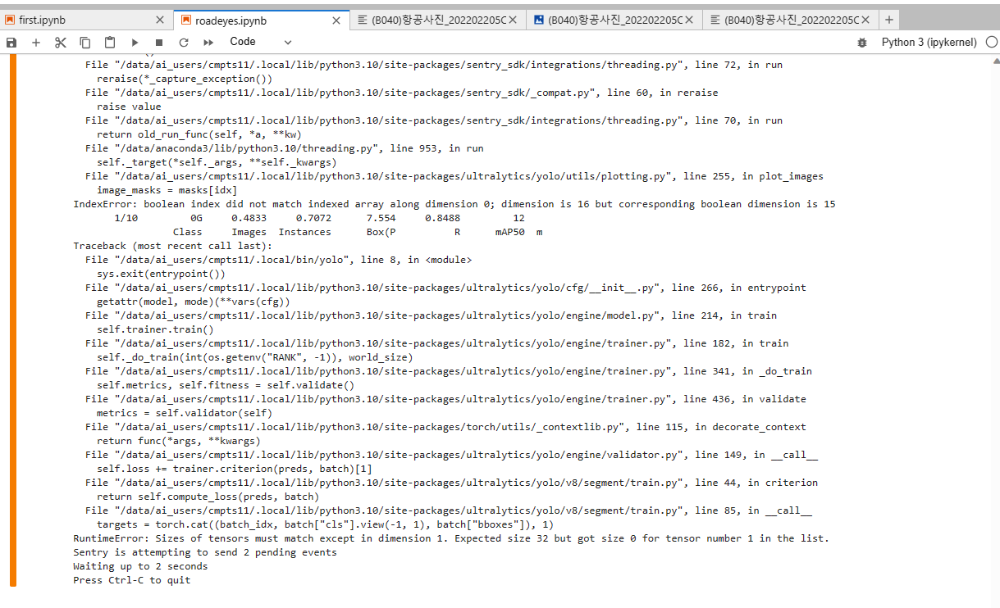 first.ipynb
roadeyes.ipynb
(B040)항공사진_202202205C
(B040)항공사진_202202205C
(B040)항공사진_202202205C
Code
Python 3 (ipykernel)
File "/data/ai_users/cmpts11/.local/lib/python3.10/site-packages/sentry_sdk/integrations/threading.py", line 72, in run
reraise(*_capture_exception())
File "/data/ai_users/cmpts11/.local/lib/python3.10/site-packages/sentry_sdk/_compat.py", line 60, in reraise
raise value
File "/data/ai_users/cmpts11/.local/lib/python3.10/site-packages/sentry_sdk/integrations/threading.py", line 70, in run
return old_run_func(self, *a, **kw)
File "/data/anaconda3/lib/python3.10/threading.py", line 953, in run
self._target(*self._args, **self._kwargs)
File "/data/ai_users/cmpts11/.local/lib/python3.10/site-packages/ultralytics/yolo/utils/plotting.py", line 255, in plot_images
image_masks = masks[idx]
IndexError: boolean index did not match indexed array along dimension 0; dimension is 16 but corresponding boolean dimension is 15
1/10 0G 0.4833 0.7072 7.554 0.8488 12
Class Images Instances Box(P R mAP50 m
Traceback (most recent call last):
File "/data/ai_users/cmpts11/.local/bin/yolo", line 8, in <module>
sys.exit(entrypoint())
File "/data/ai_users/cmpts11/.local/lib/python3.10/site-packages/ultralytics/yolo/cfg/__init__.py", line 266, in entrypoint
getattr(model, mode)(**vars(cfg))
File "/data/ai_users/cmpts11/.local/lib/python3.10/site-packages/ultralytics/yolo/engine/model.py", line 214, in train
self.trainer.train()
File "/data/ai_users/cmpts11/.local/lib/python3.10/site-packages/ultralytics/yolo/engine/trainer.py", line 182, in train
self._do_train(int(os.getenv("RANK", -1)), world_size)
File "/data/ai_users/cmpts11/.local/lib/python3.10/site-packages/ultralytics/yolo/engine/trainer.py", line 341, in _do_train
self.metrics, self.fitness = self.validate()
File "/data/ai_users/cmpts11/.local/lib/python3.10/site-packages/ultralytics/yolo/engine/trainer.py", line 436, in validate
metrics = self.validator(self)
File "/data/ai_users/cmpts11/.local/lib/python3.10/site-packages/torch/utils/_contextlib.py", line 115, in decorate_context
return func(*args, **kwargs)
File "/data/ai_users/cmpts11/.local/lib/python3.10/site-packages/ultralytics/yolo/engine/validator.py", line 149, in __call__
self.loss += trainer.criterion(preds, batch)[1]
File "/data/ai_users/cmpts11/.local/lib/python3.10/site-packages/ultralytics/yolo/v8/segment/train.py", line 44, in criterion
return self.compute_loss(preds, batch)
File "/data/ai_users/cmpts11/.local/lib/python3.10/site-packages/ultralytics/yolo/v8/segment/train.py", line 85, in __call__
targets = torch.cat((batch_idx, batch["cls"].view(-1, 1), batch["bboxes"]), 1)
RuntimeError: Sizes of tensors must match except in dimension 1. Expected size 32 but got size 0 for tensor number 1 in the list.
Sentry is attempting to send 2 pending events
Waiting up to 2 seconds
Press Ctrl-C to quit